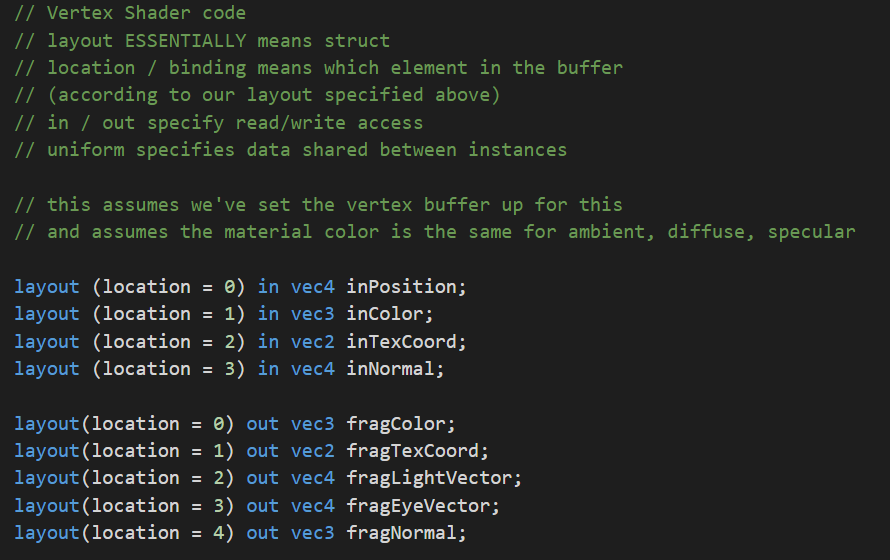 // Vertex Shader code
// layout ESSENTIALLY means struct
// location / binding means which element in the buffer
// (according to our layout specified above)
// in / out specify read/write access
// uniform specifies data shared between instances
// this assumes we've set the vertex buffer up for this
// and assumes the material color is the same for ambient, diffuse, specular
layout (location = 0) in vec4 inPosition;
layout (location = 1) in vec3 inColor;
layout (location = 2) in vec2 inTexCoord;
layout (location = 3) in vec4 inNormal;
layout(location = 0) out vec3 fragColor;
layout(location = 1) out vec2 fragTexCoord;
layout(location = 2) out vec4 fragLightVector;
layout(location = 3) out vec4 fragEyeVector;
layout(location = 4) out vec3 fragNormal;